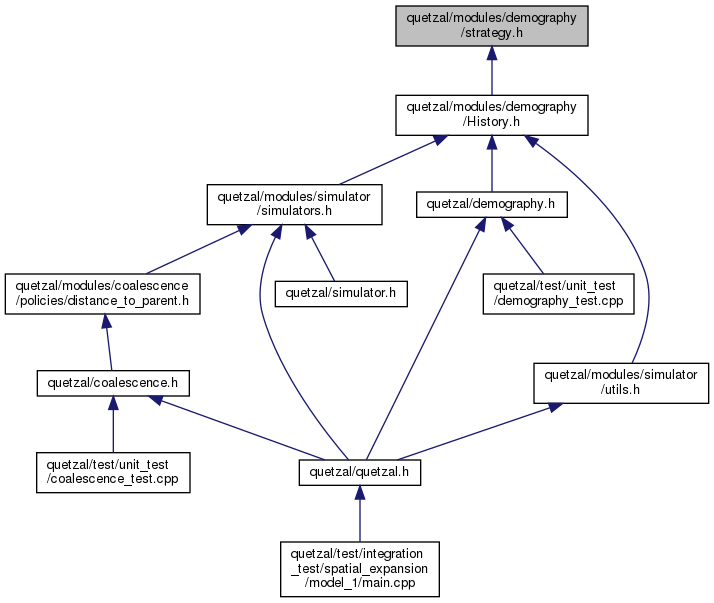 quetzal/modules/demography
/strategy.h
quetzal/modules/demography
/History.h
quetzal/modules/simulator
/simulators.h
quetzal/demography.h
quetzal/modules/coalescence
/policies/distance_to_parent.h
quetzal/simulator.h
quetzal/test/unit_test
/demography_test.cpp
quetzal/coalescence.h
quetzal/modules/simulator
/utils.h
quetzal/test/unit_test
/coalescence_test.cpp
quetzal/quetzal.h
quetzal/test/integration
_test/spatial_expansion
/model_1/main.cpp